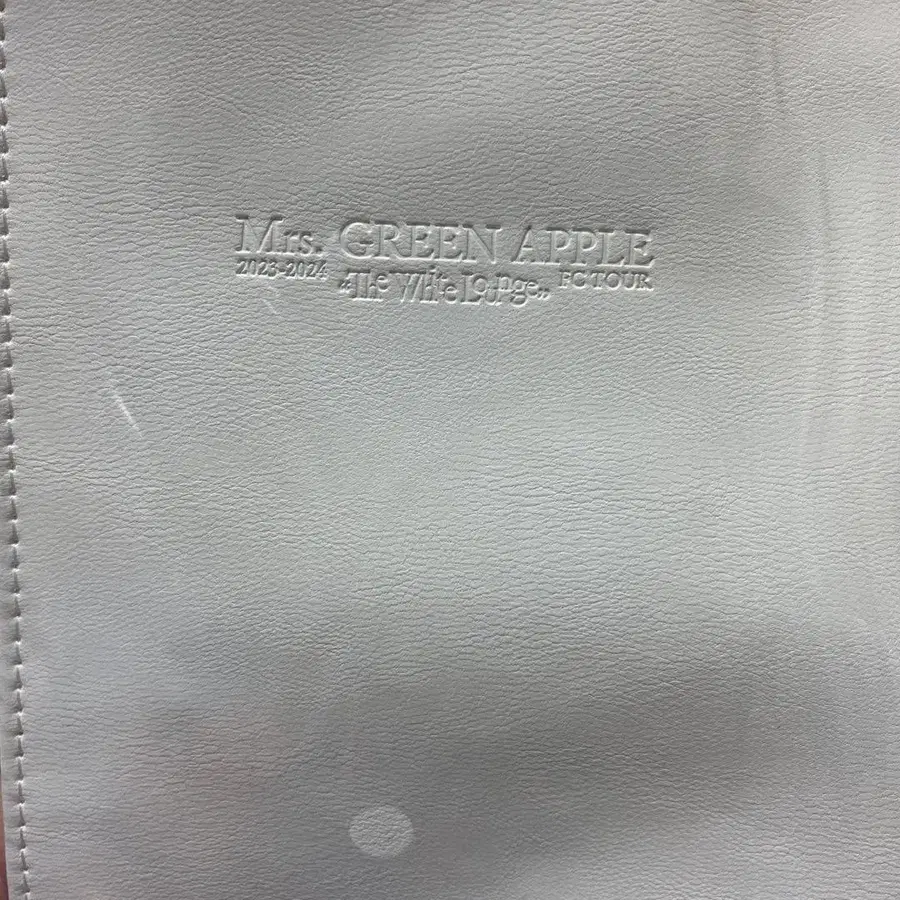 Mrs. GREEN APPLE
2023-2024 “The White Lounge” FC TOUR